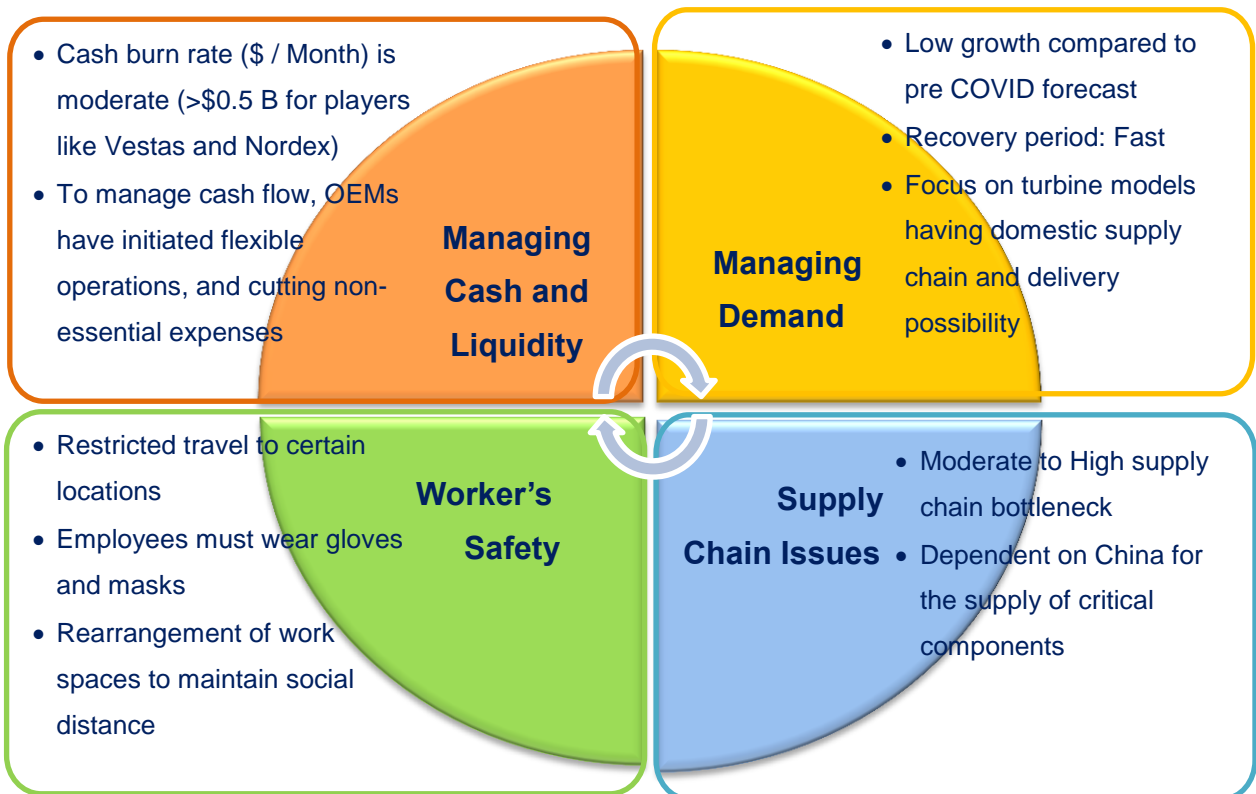 • Cash burn rate ($ / Month) is
moderate (>$0.5 B for players
like Vestas and Nordex)
• To manage cash flow, OEMs
have initiated flexible
operations, and cutting non-
essential expenses
Managing
Cash and
Liquidity
• Low growth compared to
pre COVID forecast
• Recovery period: Fast
• Focus on turbine models
having domestic supply
chain and delivery
possibility
Managing
Demand
• Restricted travel to certain
locations
• Employees must wear gloves
and masks
• Rearrangement of work
spaces to maintain social
distance
Worker’s
Safety
Supply
Chain Issues
• Moderate to High supply
chain bottleneck
• Dependent on China for
the supply of critical
components